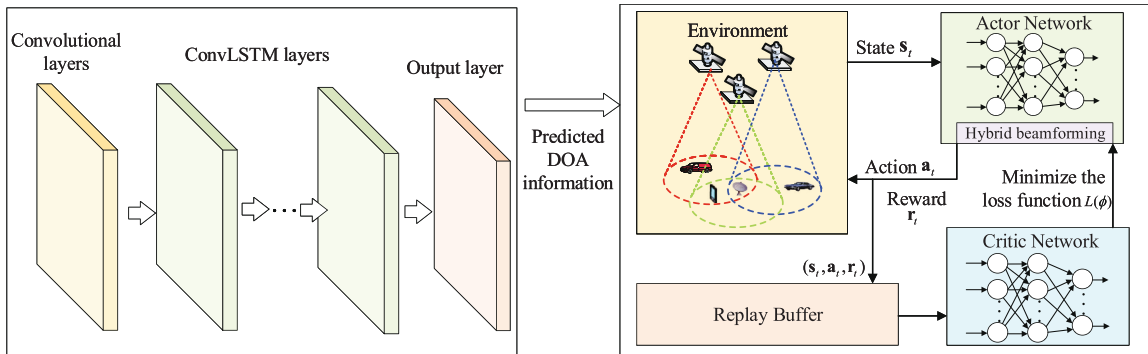 Convolutional
layers
ConvLSTM layers
Output layer
Predicted
DOA
information
Environment
State s_t
Actor Network
Hybrid beamforming
Action a_t
Reward
r_t
Minimize the
loss function L(ϕ)
(s_t, a_t, r_t)
Replay Buffer
Critic Network